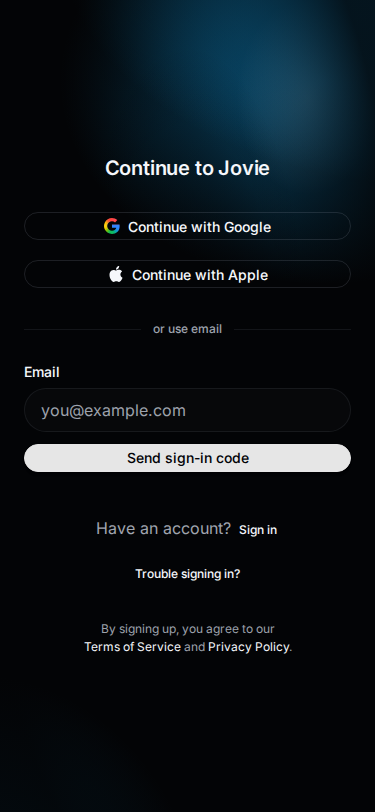 Continue to Jovie
Continue with Google
Continue with Apple
or use email
Email
you@example.com
Send sign-in code
Have an account? Sign in
Trouble signing in?
By signing up, you agree to our
Terms of Service and Privacy Policy.